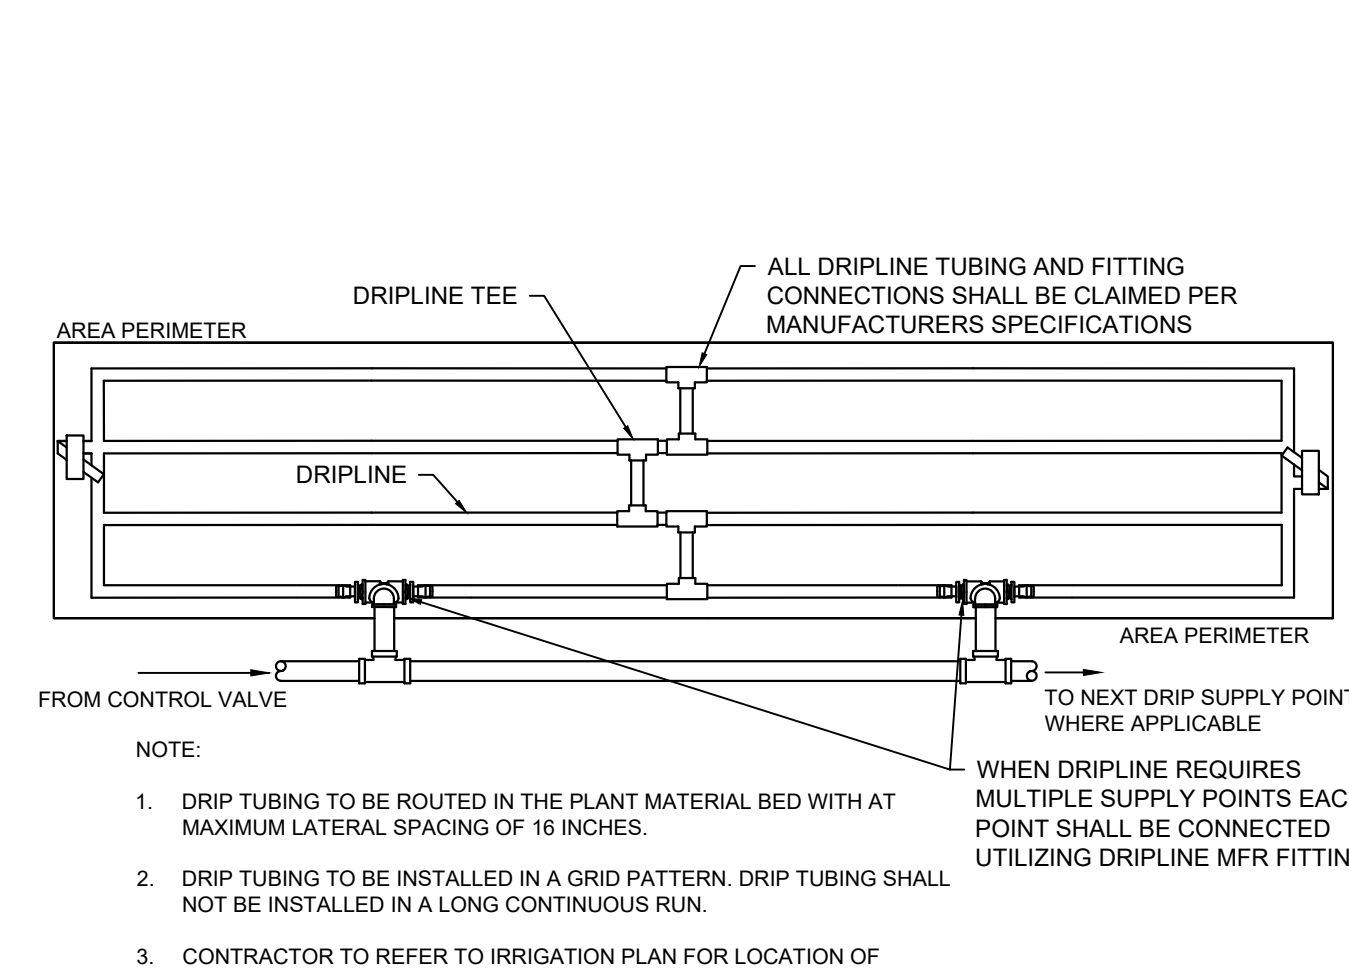 ALL DRIPLINE TUBING AND FITTING
CONNECTIONS SHALL BE CLAIMED PER
MANUFACTURERS SPECIFICATIONS
DRIPLINE TEE
AREA PERIMETER
DRIPLINE
AREA PERIMETER
FROM CONTROL VALVE
TO NEXT DRIP SUPPLY POINT
WHERE APPLICABLE
NOTE:
WHEN DRIPLINE REQUIRES
MULTIPLE SUPPLY POINTS EAC
POINT SHALL BE CONNECTED
UTILIZING DRIPLINE MFR FITTIN
1. DRIP TUBING TO BE ROUTED IN THE PLANT MATERIAL BED WITH AT
MAXIMUM LATERAL SPACING OF 16 INCHES.
2. DRIP TUBING TO BE INSTALLED IN A GRID PATTERN. DRIP TUBING SHALL
NOT BE INSTALLED IN A LONG CONTINUOUS RUN.
3. CONTRACTOR TO REFER TO IRRIGATION PLAN FOR LOCATION OF